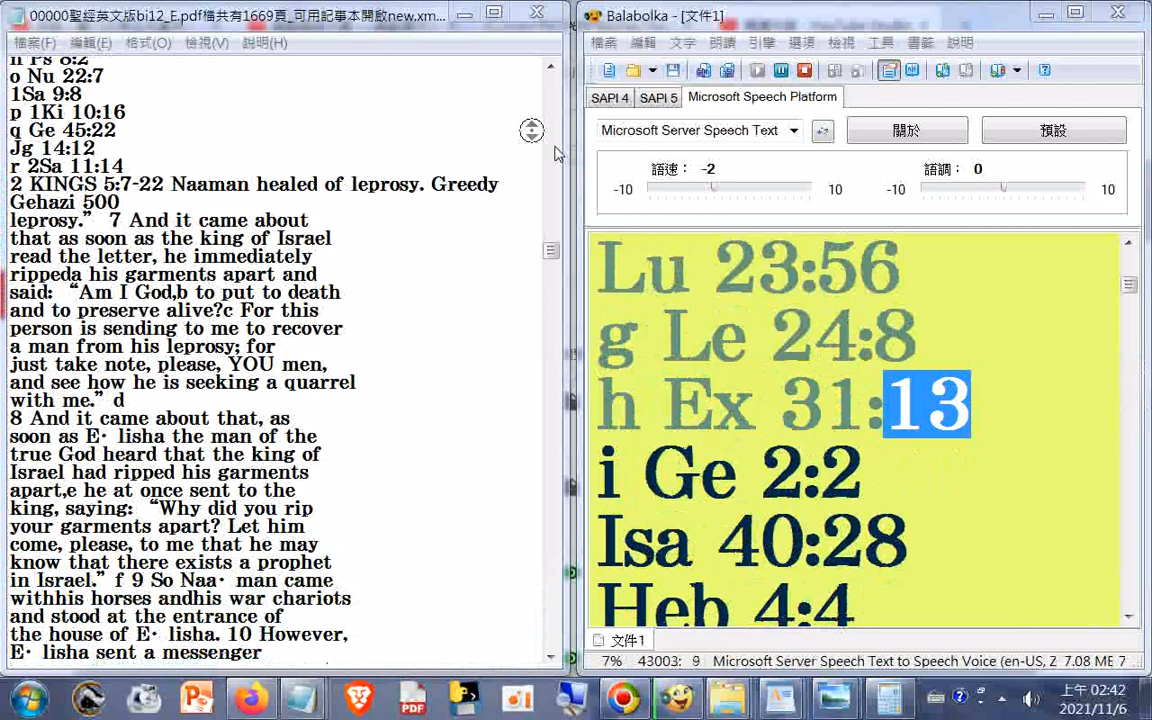 00000聖經英文版bi12_E.pdf檔共有1669頁_可用記事本開啟new.xm...
檔案(F) 編輯(E) 格式(O) 檢視(V) 說明(H)
n Ps 8:2
o Nu 22:7
1Sa 9:8
p 1Ki 10:16
q Ge 45:22
Jg 14:12
r 2Sa 11:14
2 KINGS 5:7-22 Naaman healed of leprosy. Greedy
Gehazi 500
leprosy.” 7 And it came about
that as soon as the king of Israel
read the letter, he immediately
rippeda his garments apart and
said: “Am I God,b to put to death
and to preserve alive?c For this
person is sending to me to recover
a man from his leprosy; for
just take note, please, YOU men,
and see how he is seeking a quarrel
with me.” d
8 And it came about that, as
soon as E· lisha the man of the
true God heard that the king of
Israel had ripped his garments
apart,e he at once sent to the
king, saying: “Why did you rip
your garments apart? Let him
come, please, to me that he may
know that there exists a prophet
in Israel.” f 9 So Naa· man came
withhis horses andhis war chariots
and stood at the entrance of
the house of E· lisha. 10 However,
E· lisha sent a messenger
Balabolka - [文件1]
檔案 編輯 文字 朗讀 引擎 選項 檢視 工具 書籤 說明
SAPI 4 SAPI 5 Microsoft Speech Platform
Microsoft Server Speech Text 關於 預設
語速: -2 語調: 0
-10 10 -10 10
Lu 23:56
g Le 24:8
h Ex 31:13
i Ge 2:2
Isa 40:28
Heb 4:4
文件1
7% 43003: 9 Microsoft Server Speech Text to Speech Voice (en-US, Z 7.08 MB 7
PDF
上午 02:42
2021/11/6